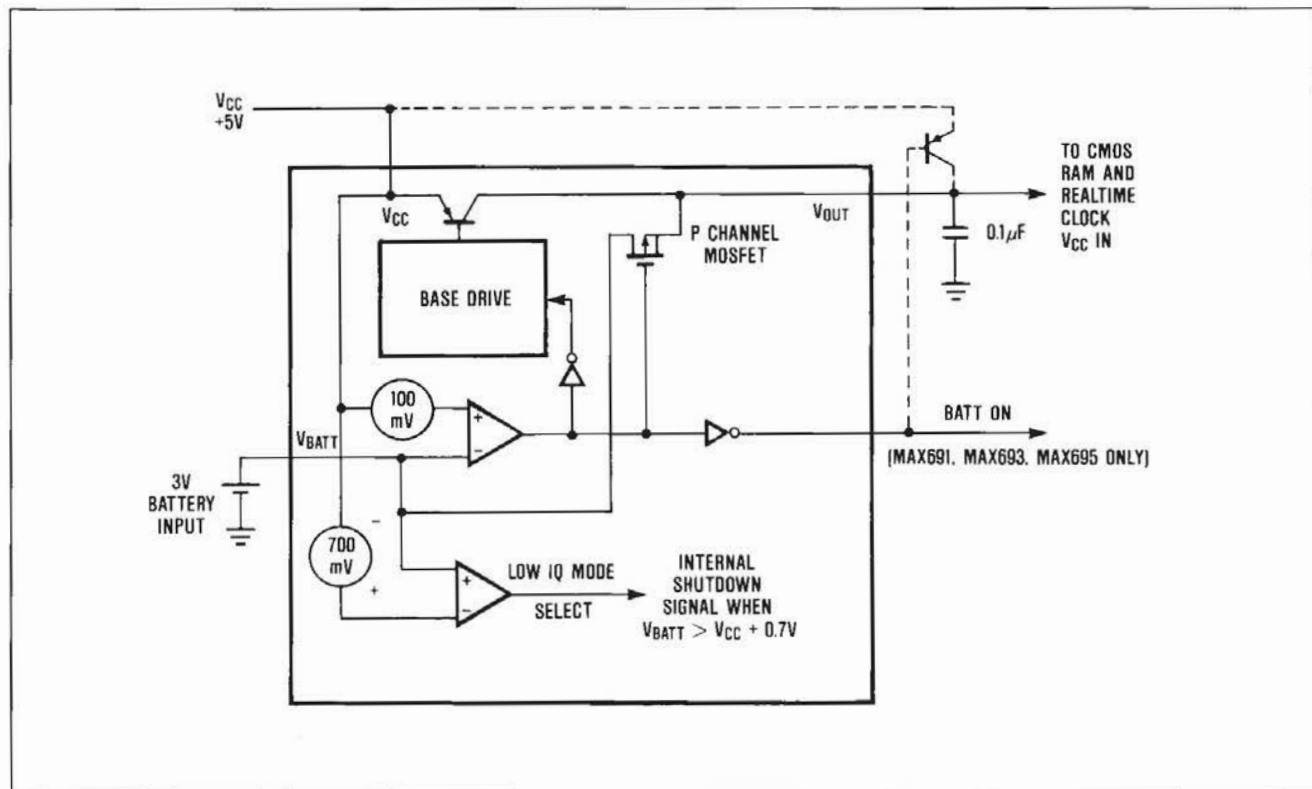 VCC
+5V
TO CMOS
RAM AND
REALTIME
CLOCK
VCC IN
VCC
VOUT
P CHANNEL
MOSFET
0.1µF
BASE DRIVE
100
mV
+
−
VBATT
BATT ON
(MAX691, MAX693, MAX695 ONLY)
3V
BATTERY
INPUT
−
700
mV
+
+
−
LOW IQ MODE
SELECT
INTERNAL
SHUTDOWN
SIGNAL WHEN
VBATT > VCC + 0.7V